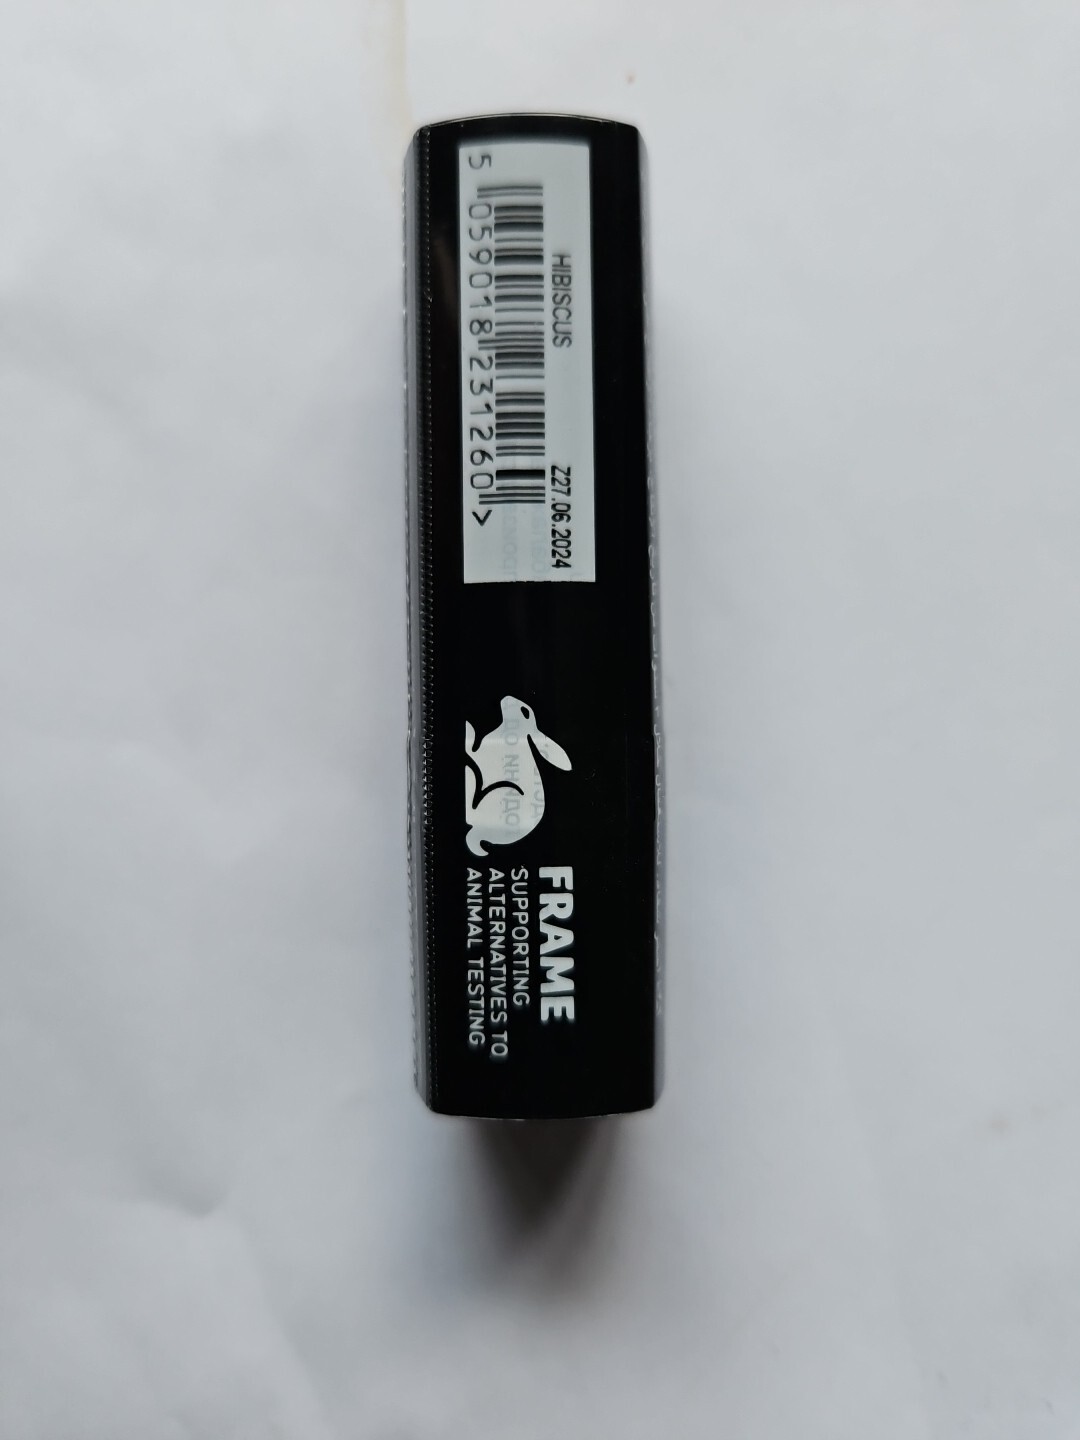 HIBISCUS
Z27.06.2024
5 059018 231260 >
FRAME
SUPPORTING
ALTERNATIVES TO
ANIMAL TESTING